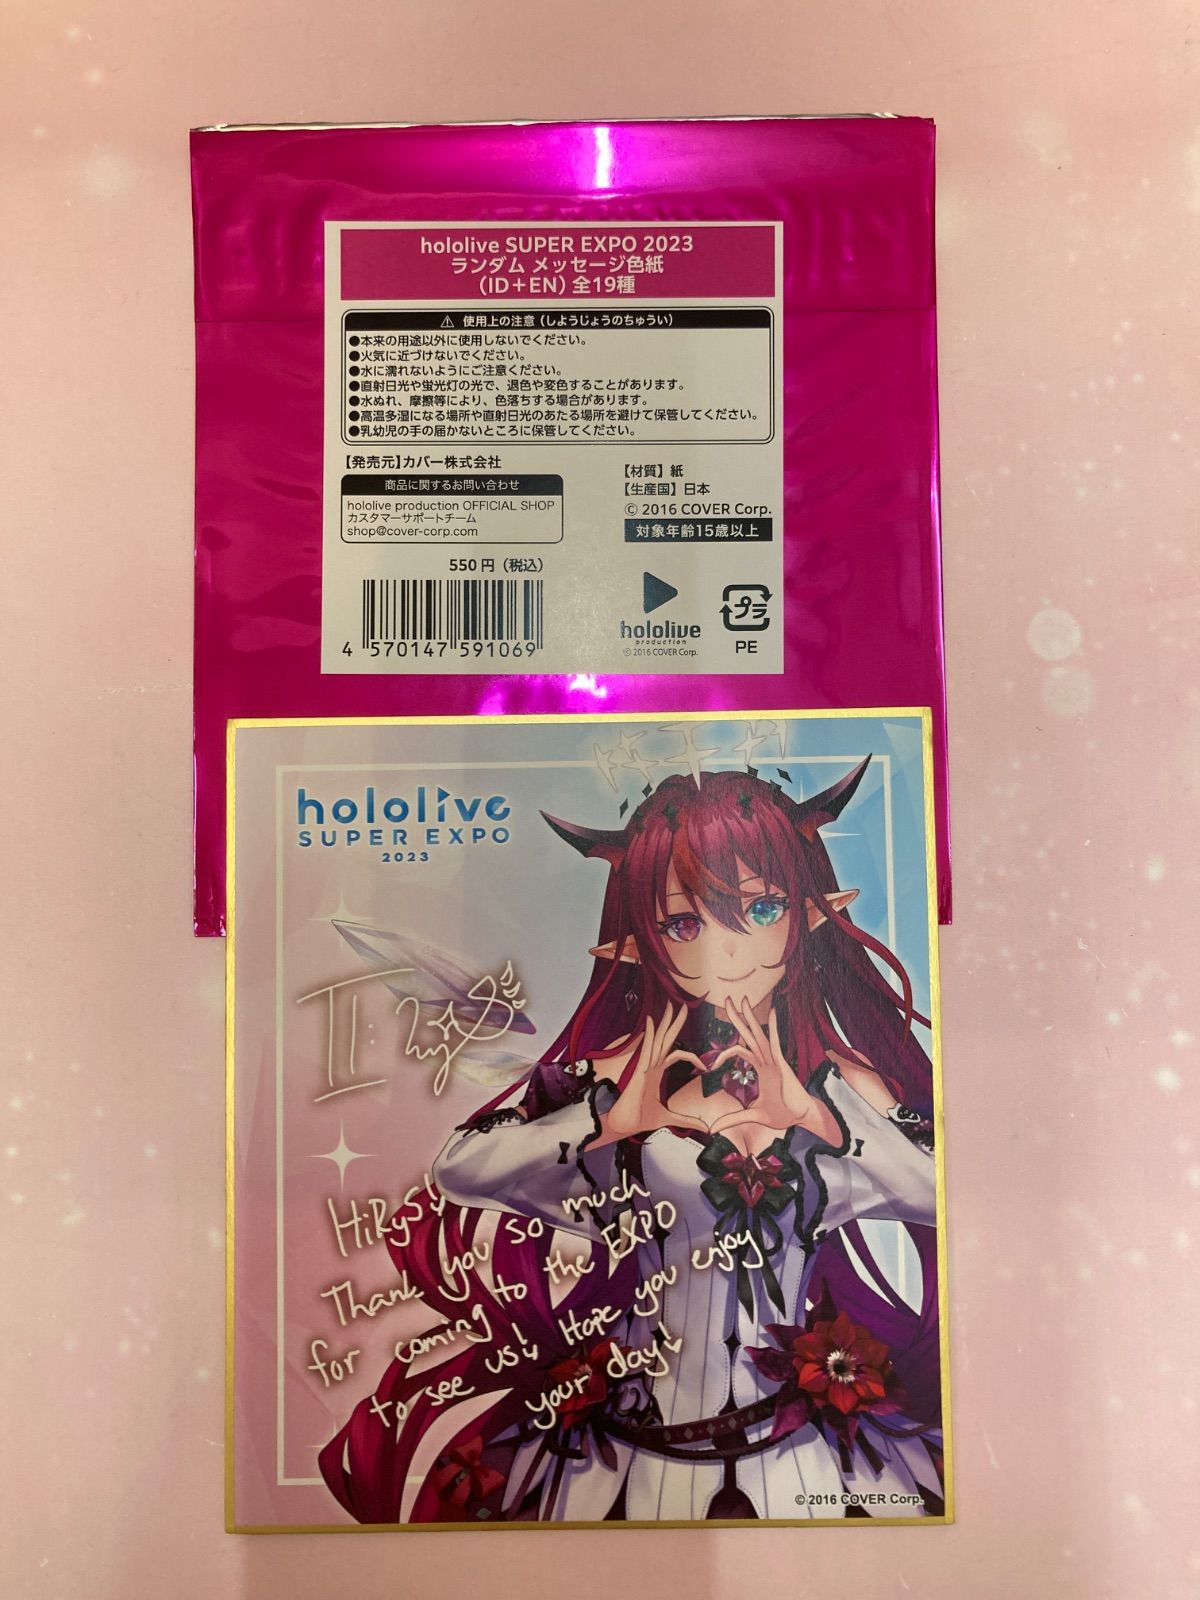 hololive SUPER EXPO 2023
ランダム メッセージ色紙
(ID+EN) 全19種
⚠ 使用上の注意(しようじょうのちゅうい)
●本来の用途以外に使用しないでください。
●火気に近づけないでください。
●水に濡れないようにご注意ください。
●直射日光や蛍光灯の光で、退色や変色することがあります。
●水ぬれ、摩擦等により、色落ちする場合があります。
●高温多湿になる場所や直射日光のあたる場所を避けて保管してください。
●乳幼児の手の届かないところに保管してください。
【発売元】カバー株式会社
商品に関するお問い合わせ
hololive production OFFICIAL SHOP
カスタマーサポートチーム
shop@cover-corp.com
【材質】紙
【生産国】日本
© 2016 COVER Corp.
対象年齢15歳以上
550円(税込)
4 570147 591069
hololive
production
© 2016 COVER Corp.
プラ
PE
hololive
SUPER EXPO
2023
HiRyS!
Thank you so much
for coming to the EXPO
to see us! Hope you enjoy
your day!
© 2016 COVER Corp.